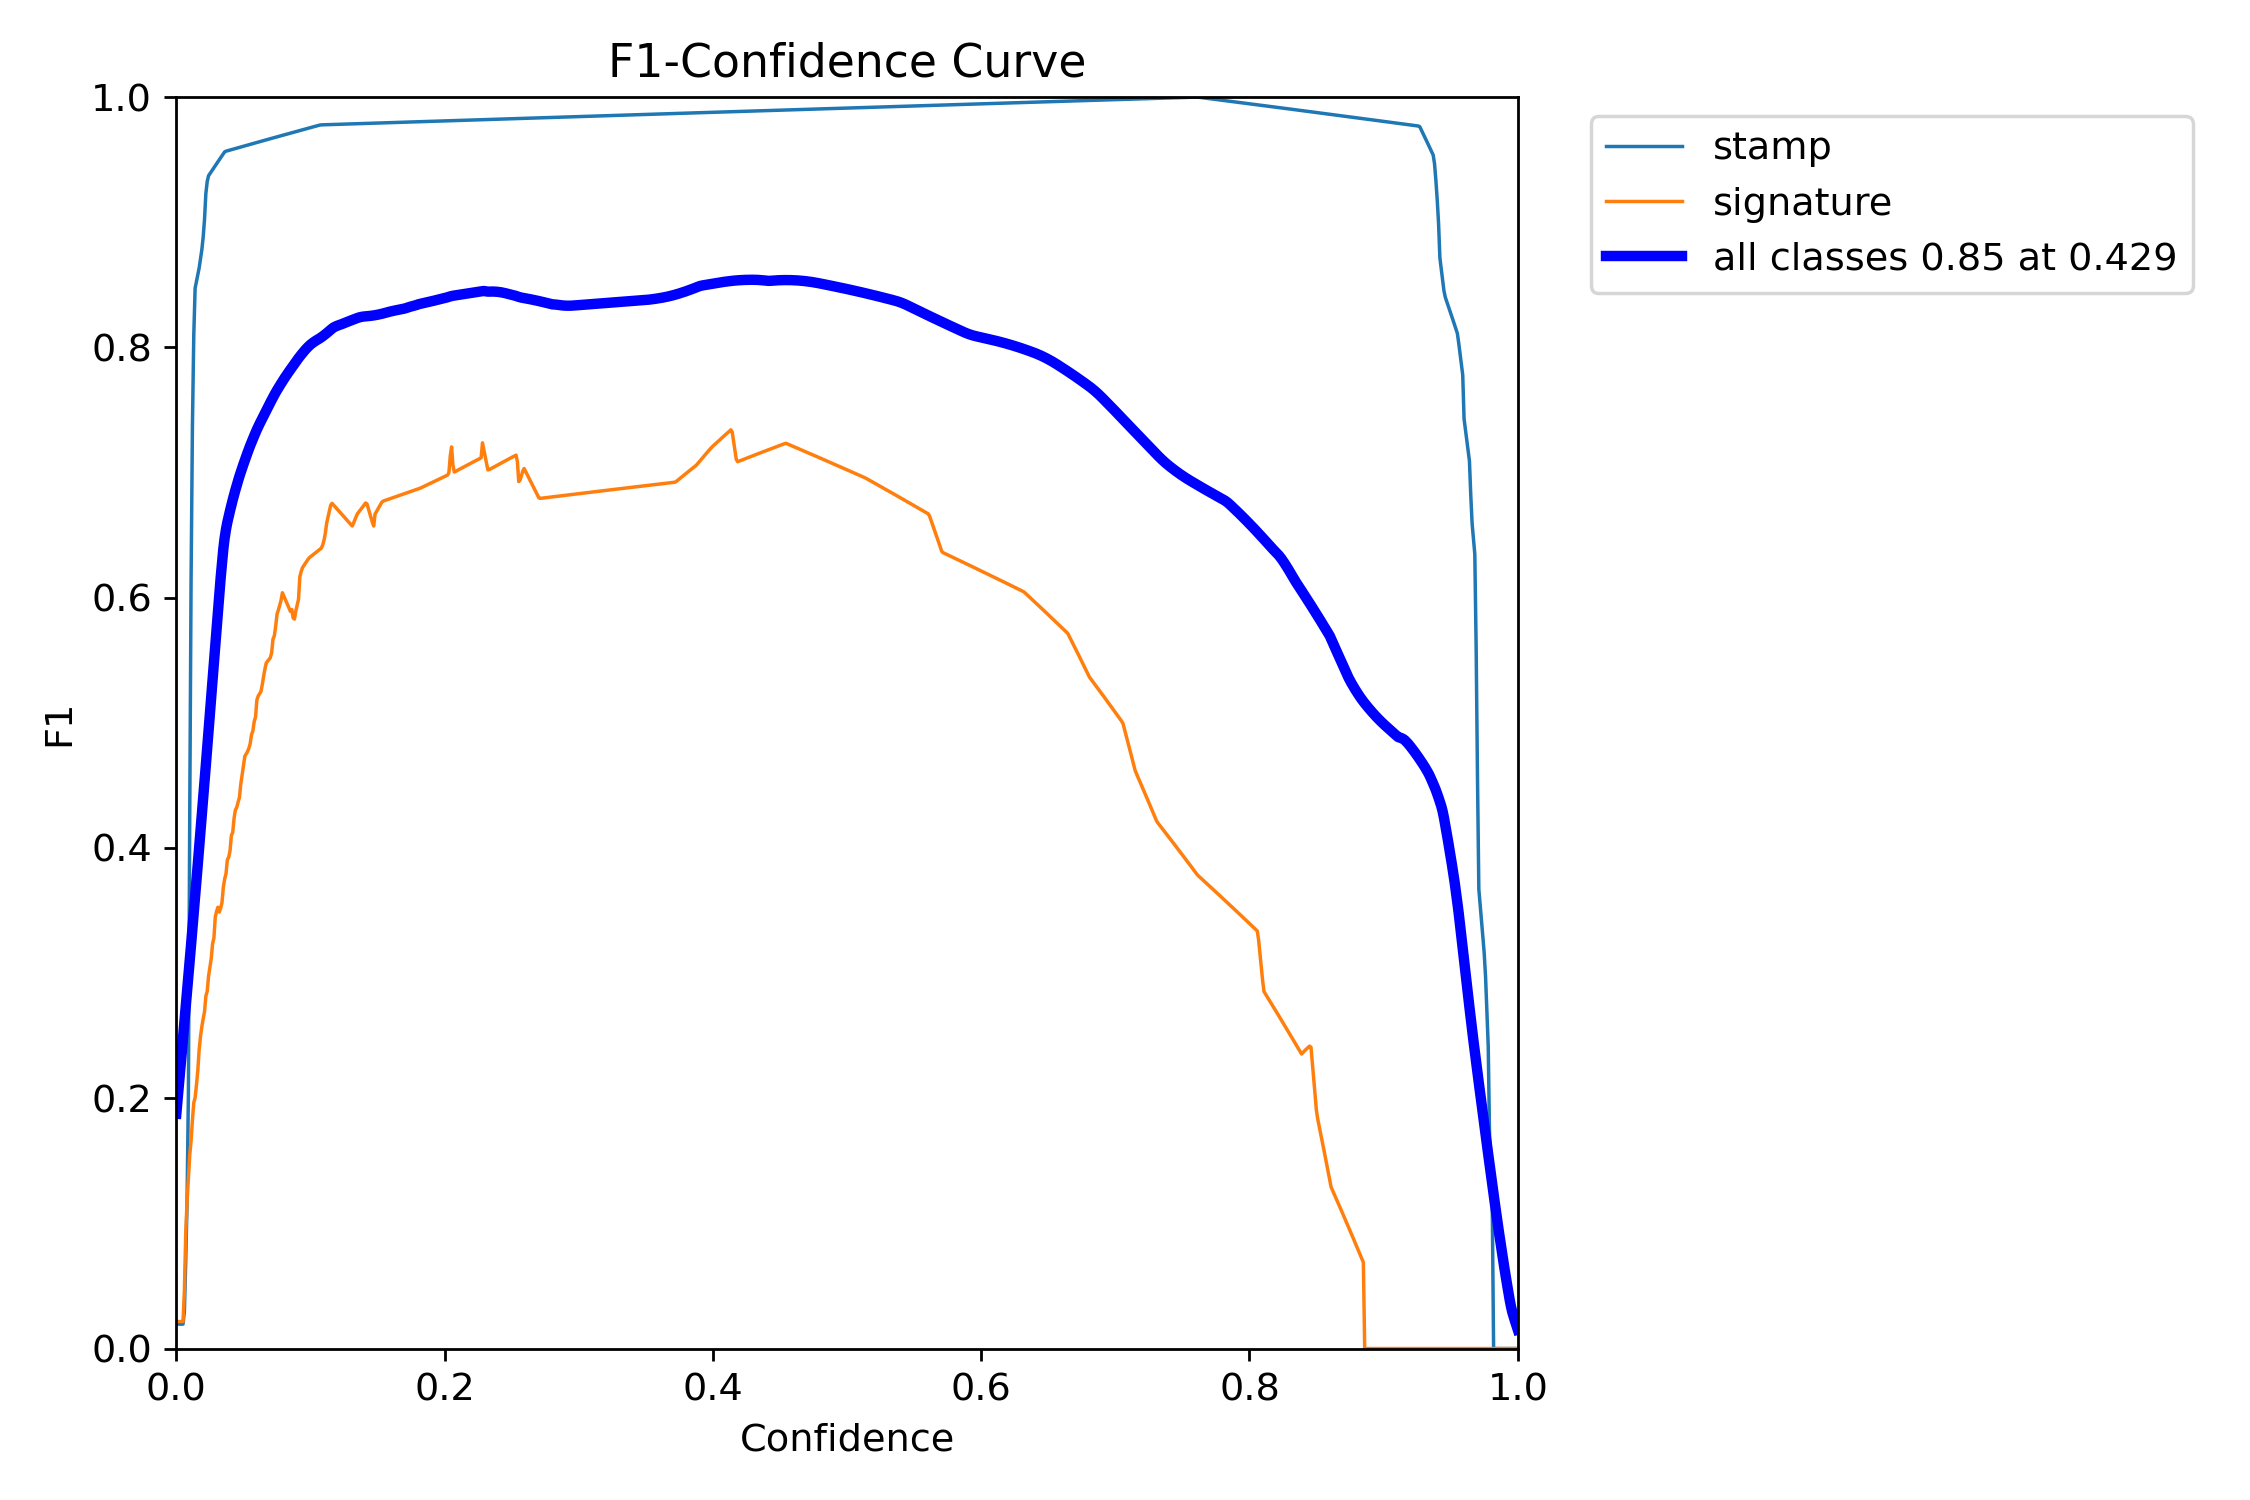 F1-Confidence Curve
1.0
0.8
0.6
0.4
0.2
0.0
F1
0.0 0.2 0.4 0.6 0.8 1.0
Confidence
stamp
signature
all classes 0.85 at 0.429